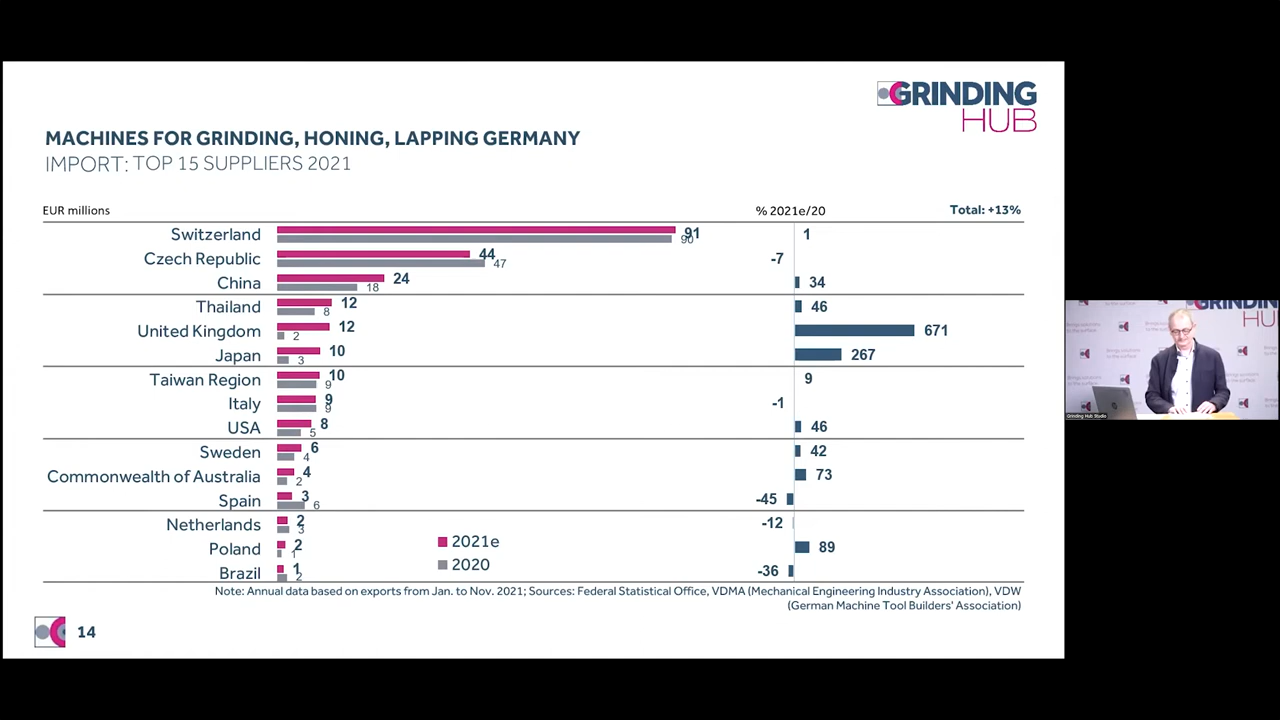 GRINDING
HUB
MACHINES FOR GRINDING, HONING, LAPPING GERMANY
IMPORT: TOP 15 SUPPLIERS 2021
EUR millions % 2021e/20 Total: +13%
Switzerland 91 90 1
Czech Republic 44 47 -7
China 24 18 34
Thailand 12 8 46
United Kingdom 12 2 671
Japan 10 3 267
Taiwan Region 10 9 9
Italy 9 9 -1
USA 8 5 46
Sweden 6 4 42
Commonwealth of Australia 4 2 73
Spain 3 6 -45
Netherlands 2 3 -12
Poland 2 1 89
Brazil 1 2 -36
2021e
2020
Note: Annual data based on exports from Jan. to Nov. 2021; Sources: Federal Statistical Office, VDMA (Mechanical Engineering Industry Association), VDW
(German Machine Tool Builders' Association)
14
GRINDING
HU
Grinding Hub Studio